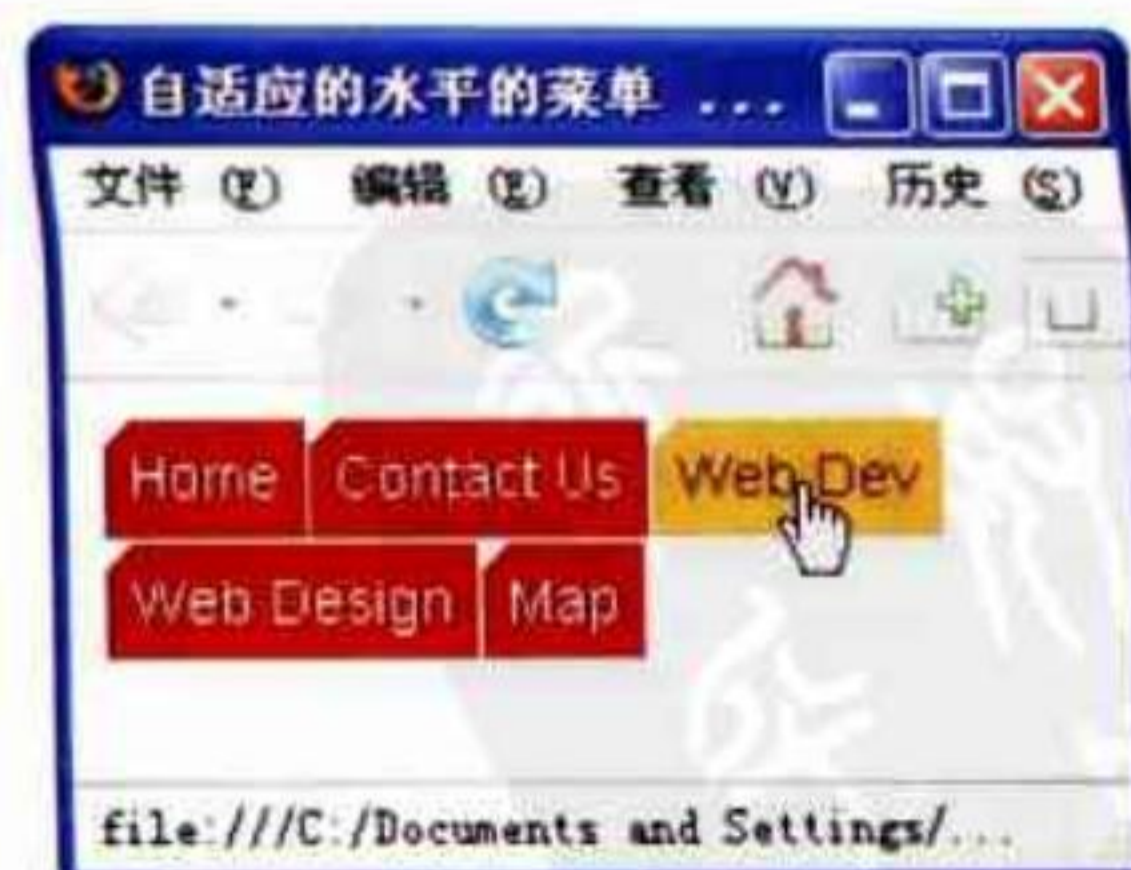 自适应的水平的菜单 ...
文件 (F) 编辑 (E) 查看 (V) 历史 (S)
Home Contact Us Web Dev
Web Design Map
file:///C:/Documents and Settings/...